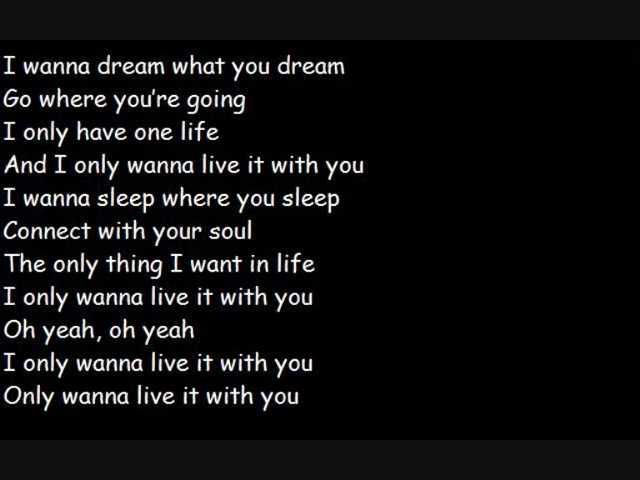 I wanna dream what you dream
Go where you're going
I only have one life
And I only wanna live it with you
I wanna sleep where you sleep
Connect with your soul
The only thing I want in life
I only wanna live it with you
Oh yeah, oh yeah
I only wanna live it with you
Only wanna live it with you